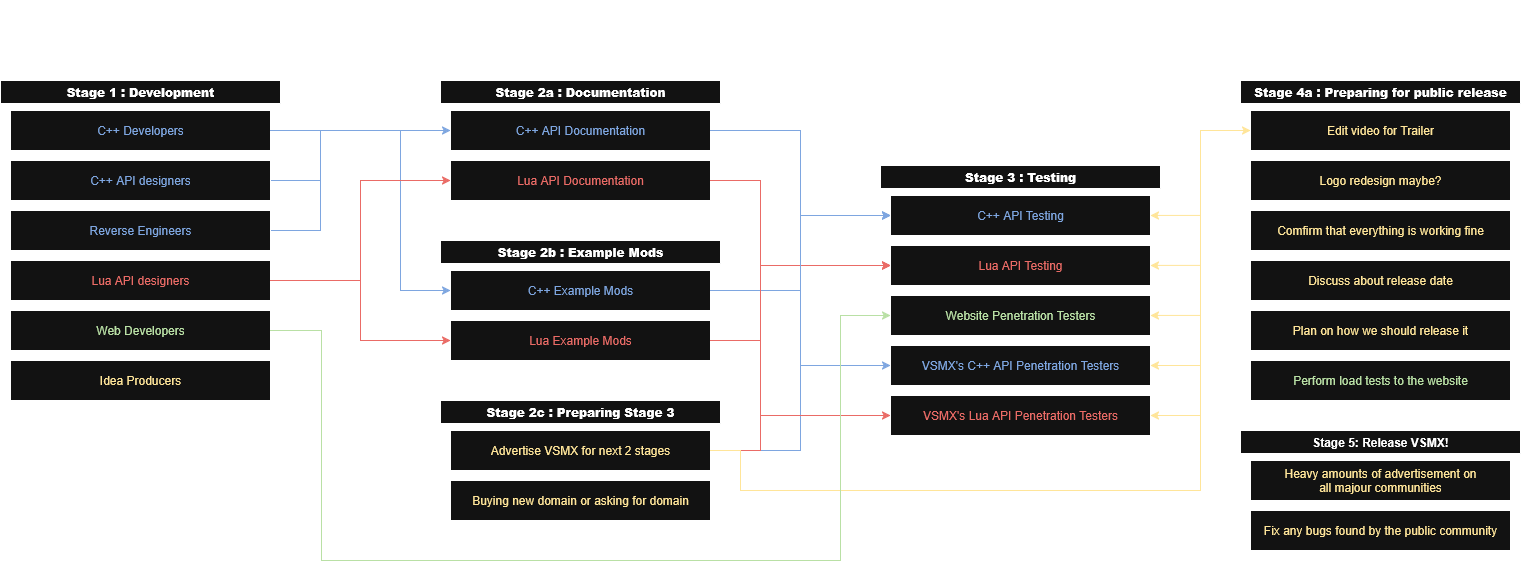 Stage 1 : Development
C++ Developers
C++ API designers
Reverse Engineers
Lua API designers
Web Developers
Idea Producers
Stage 2a : Documentation
C++ API Documentation
Lua API Documentation
Stage 2b : Example Mods
C++ Example Mods
Lua Example Mods
Stage 2c : Preparing Stage 3
Advertise VSMX for next 2 stages
Buying new domain or asking for domain
Stage 3 : Testing
C++ API Testing
Lua API Testing
Website Penetration Testers
VSMX's C++ API Penetration Testers
VSMX's Lua API Penetration Testers
Stage 4a : Preparing for public release
Edit video for Trailer
Logo redesign maybe?
Comfirm that everything is working fine
Discuss about release date
Plan on how we should release it
Perform load tests to the website
Stage 5: Release VSMX!
Heavy amounts of advertisement on
all majour communities
Fix any bugs found by the public community